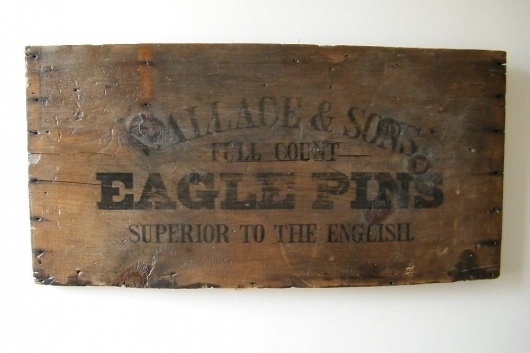 WALLACE & SONS
FULL COUNT
EAGLE PINS
SUPERIOR TO THE ENGLISH.